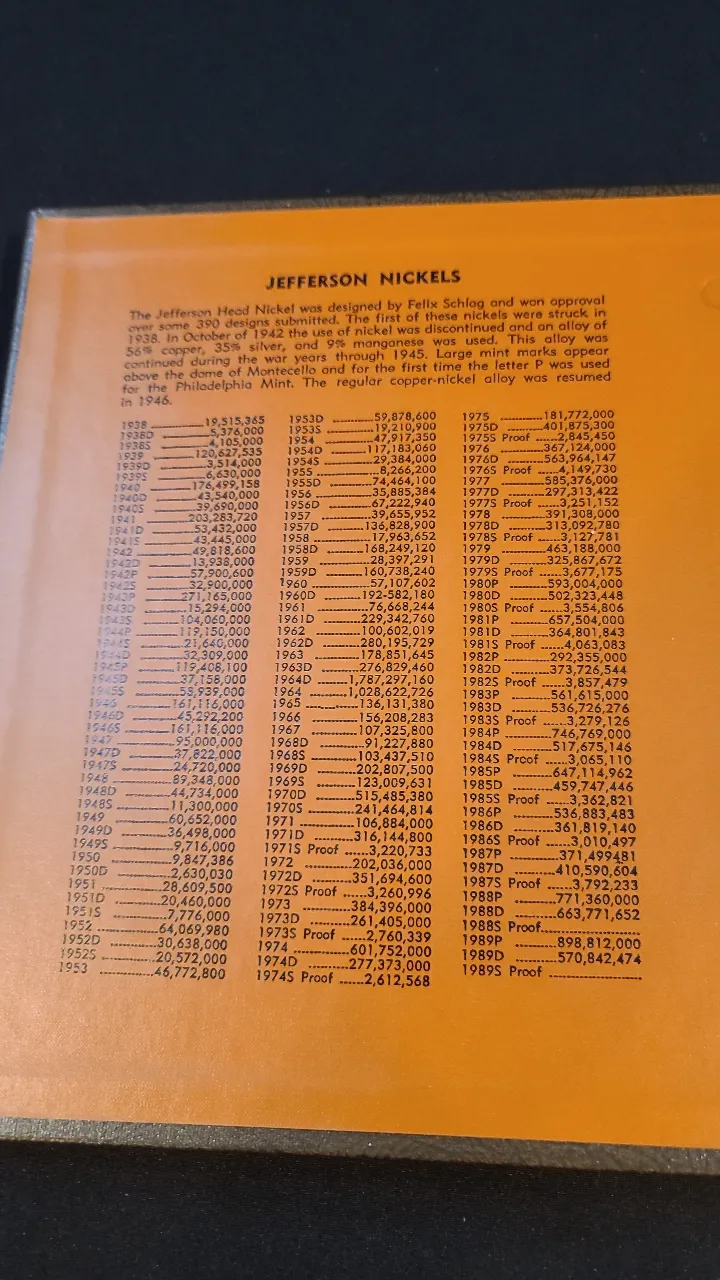 JEFFERSON NICKELS
The Jefferson Head Nickel was designed by Felix Schlag and won approval
over some 390 designs submitted. The first of these nickels were struck in
1938. In October of 1942 the use of nickel was discontinued and an alloy of
56% copper, 35% silver, and 9% manganese was used. This alloy was
continued during the war years through 1945. Large mint marks appear
above the dome of Montecello and for the first time the letter P was used
for the Philadelphia Mint. The regular copper-nickel alloy was resumed
in 1946.
1938 19,515,365
1938D 5,376,000
1938S 4,105,000
1939 120,627,535
1939D 3,514,000
1939S 6,630,000
1940 176,499,158
1940D 43,540,000
1940S 39,690,000
1941 203,283,720
1941D 53,432,000
1941S 43,445,000
1942 49,818,600
1942D 13,938,000
1942P 57,900,600
1942S 32,900,000
1943P 271,165,000
1943D 15,294,000
1943S 104,060,000
1944P 119,150,000
1944S 21,640,000
1944D 32,309,000
1945P 119,408,100
1945D 37,158,000
1945S 58,939,000
1946 161,116,000
1946D 45,292,200
1946S 161,116,000
1947 95,000,000
1947D 37,822,000
1947S 24,720,000
1948 89,348,000
1948D 44,734,000
1948S 11,300,000
1949 60,652,000
1949D 36,498,000
1949S 9,716,000
1950 9,847,386
1950D 2,630,030
1951 28,609,500
1951D 20,460,000
1951S 7,776,000
1952 64,069,980
1952D 30,638,000
1952S 20,572,000
1953 46,772,800
1953D 59,878,600
1953S 19,210,900
1954 47,917,350
1954D 117,183,060
1954S 29,384,000
1955 8,266,200
1955D 74,464,100
1956 35,885,384
1956D 67,222,940
1957 39,655,952
1957D 136,828,900
1958 17,963,652
1958D 168,249,120
1959 28,397,291
1959D 160,738,240
1960 57,107,602
1960D 192-582,180
1961 76,668,244
1961D 229,342,760
1962 100,602,019
1962D 280,195,729
1963 178,851,645
1963D 276,829,460
1964D 1,787,297,160
1964 1,028,622,726
1965 136,131,380
1966 156,208,283
1967 107,325,800
1968D 91,227,880
1968S 103,437,510
1969D 202,807,500
1969S 123,009,631
1970D 515,485,380
1970S 241,464,814
1971 106,884,000
1971D 316,144,800
1971S Proof 3,220,733
1972 202,036,000
1972D 351,694,600
1972S Proof 3,260,996
1973 384,396,000
1973D 261,405,000
1973S Proof 2,760,339
1974 601,752,000
1974D 277,373,000
1974S Proof 2,612,568
1975 181,772,000
1975D 401,875,300
1975S Proof 2,845,450
1976 367,124,000
1976D 563,964,147
1976S Proof 4,149,730
1977 585,376,000
1977D 297,313,422
1977S Proof 3,251,152
1978 391,308,000
1978D 313,092,780
1978S Proof 3,127,781
1979 463,188,000
1979D 325,867,672
1979S Proof 3,677,175
1980P 593,004,000
1980D 502,323,448
1980S Proof 3,554,806
1981P 657,504,000
1981D 364,801,843
1981S Proof 4,063,083
1982P 292,355,000
1982D 373,726,544
1982S Proof 3,857,479
1983P 561,615,000
1983D 536,726,276
1983S Proof 3,279,126
1984P 746,769,000
1984D 517,675,146
1984S Proof 3,065,110
1985P 647,114,962
1985D 459,747,446
1985S Proof 3,362,821
1986P 536,883,483
1986D 361,819,140
1986S Proof 3,010,497
1987P 371,499481
1987D 410,590,604
1987S Proof 3,792,233
1988P 771,360,000
1988D 663,771,652
1988S Proof
1989P 898,812,000
1989D 570,842,474
1989S Proof